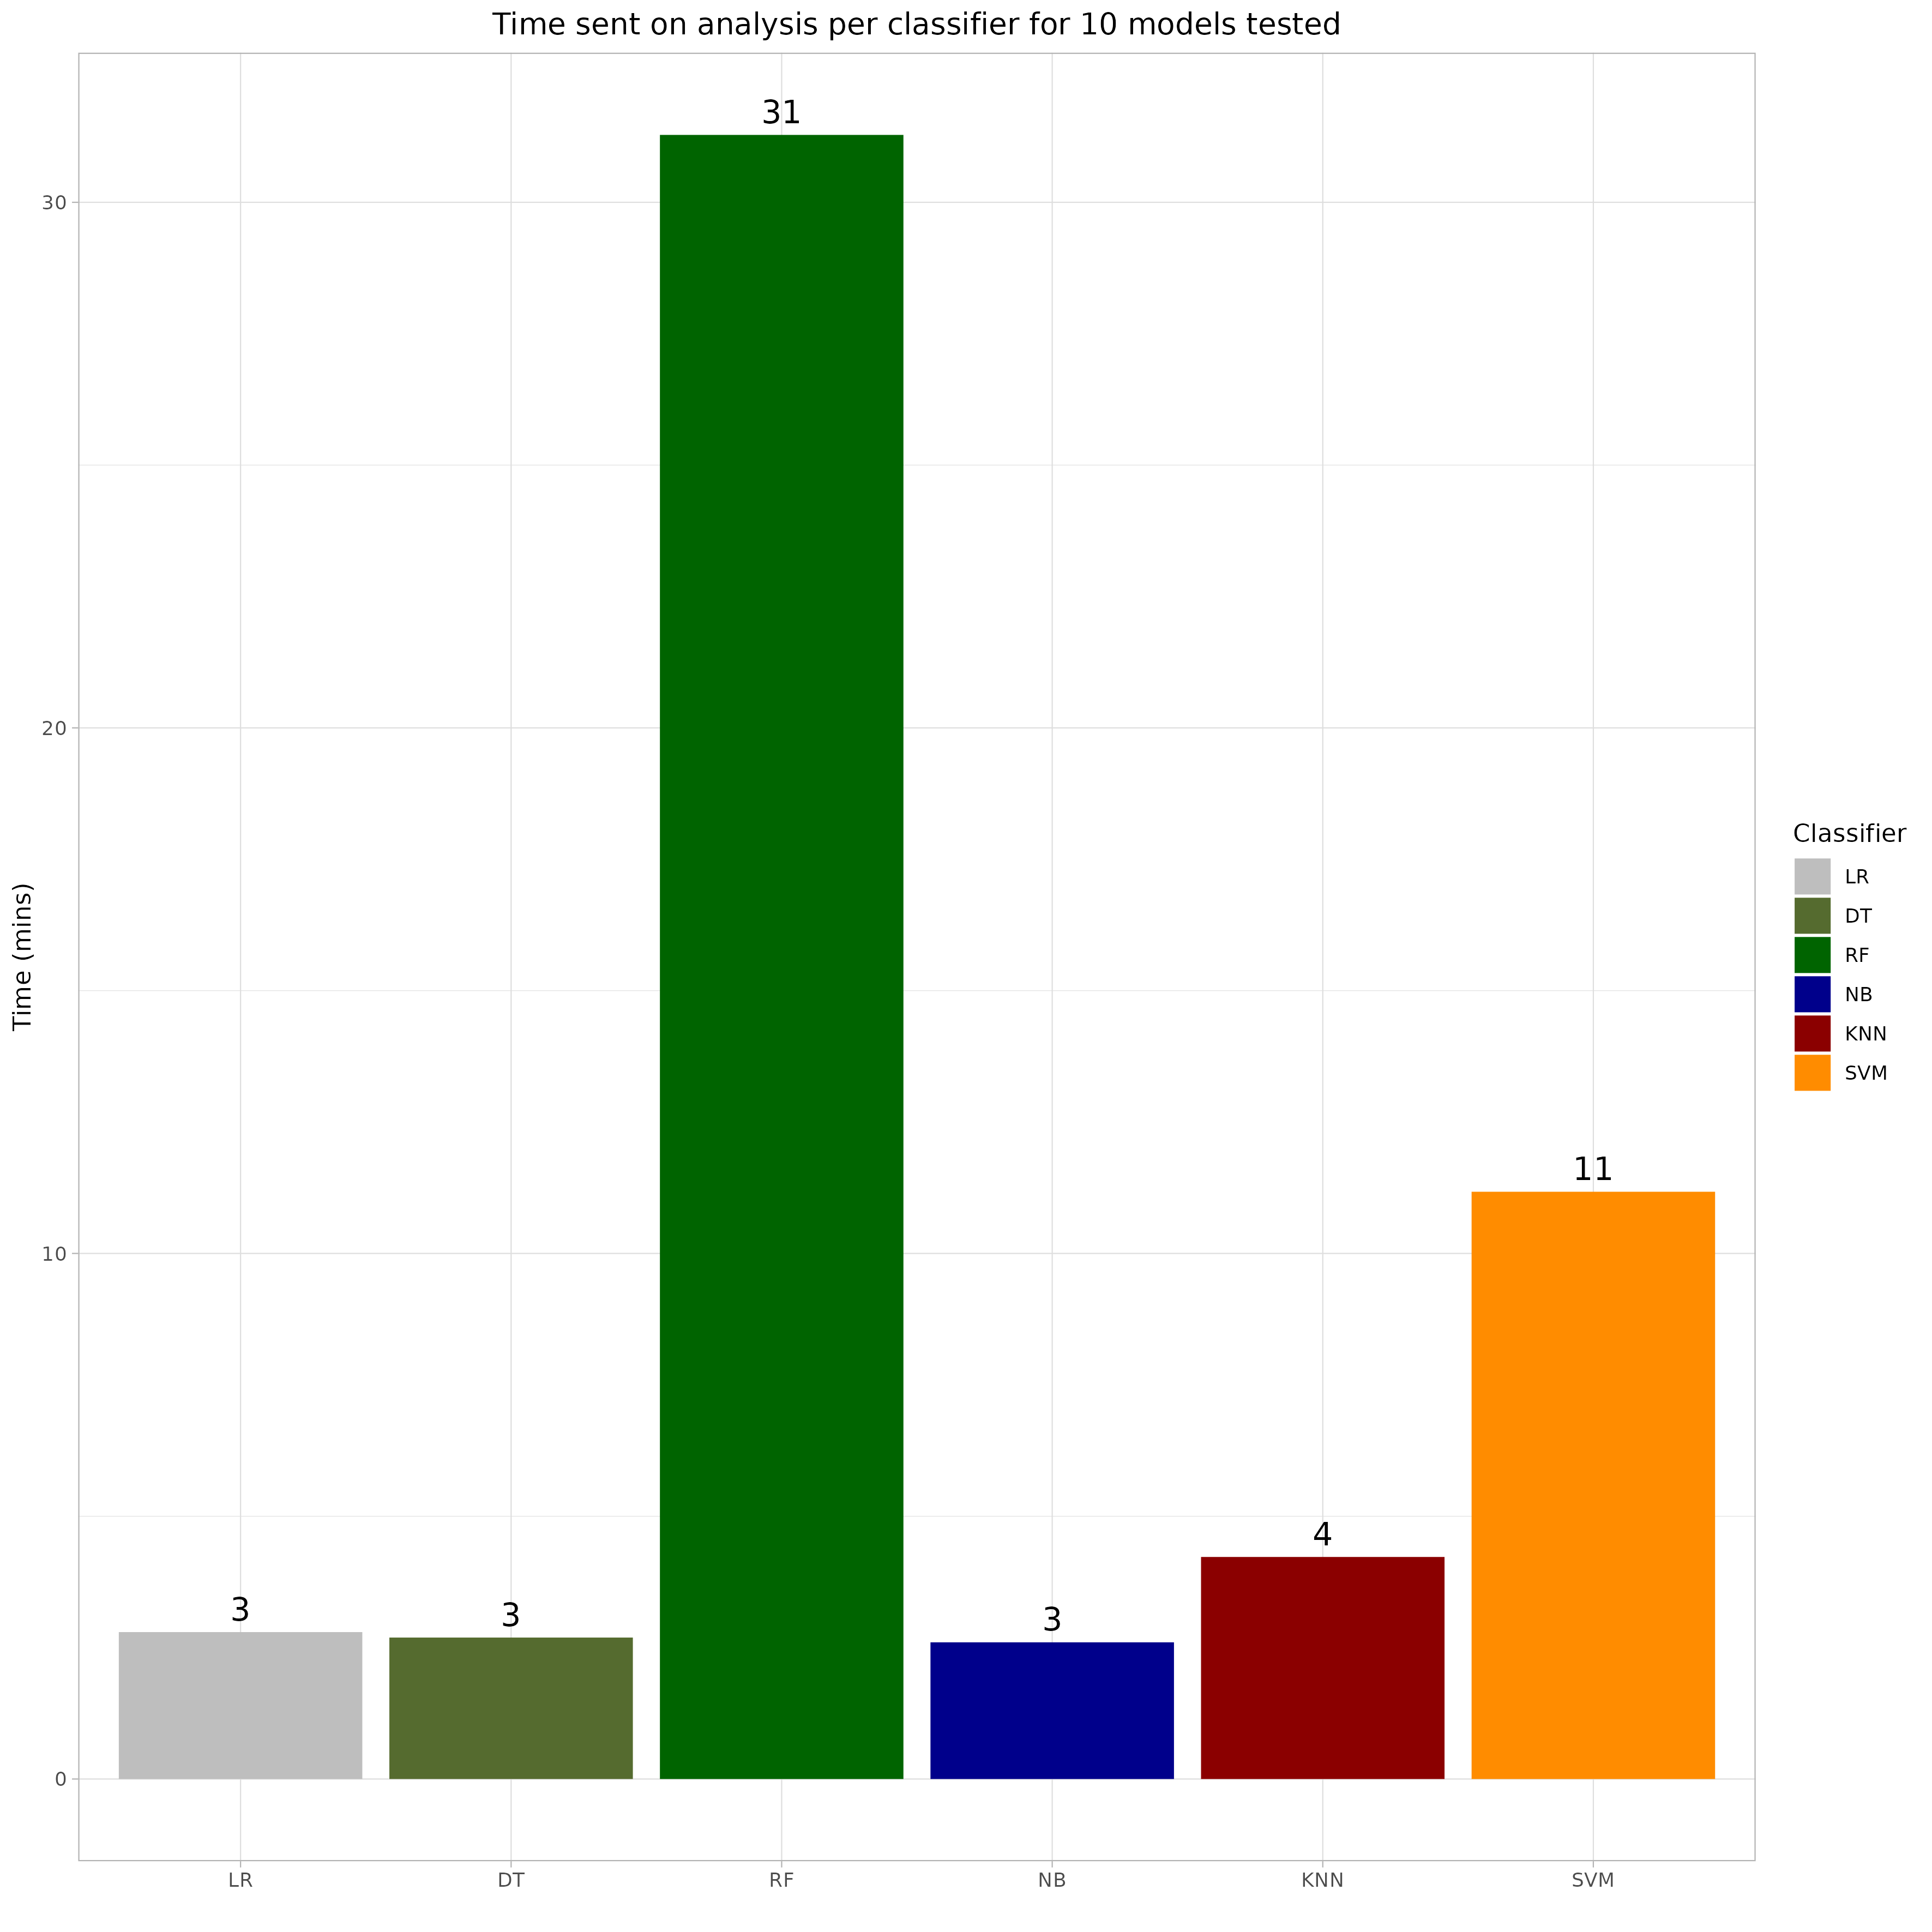 Time sent on analysis per classifier for 10 models tested
31
30
20
10
0
Time (mins)
3
3
3
4
11
LR
DT
RF
NB
KNN
SVM
Classifier
LR
DT
RF
NB
KNN
SVM